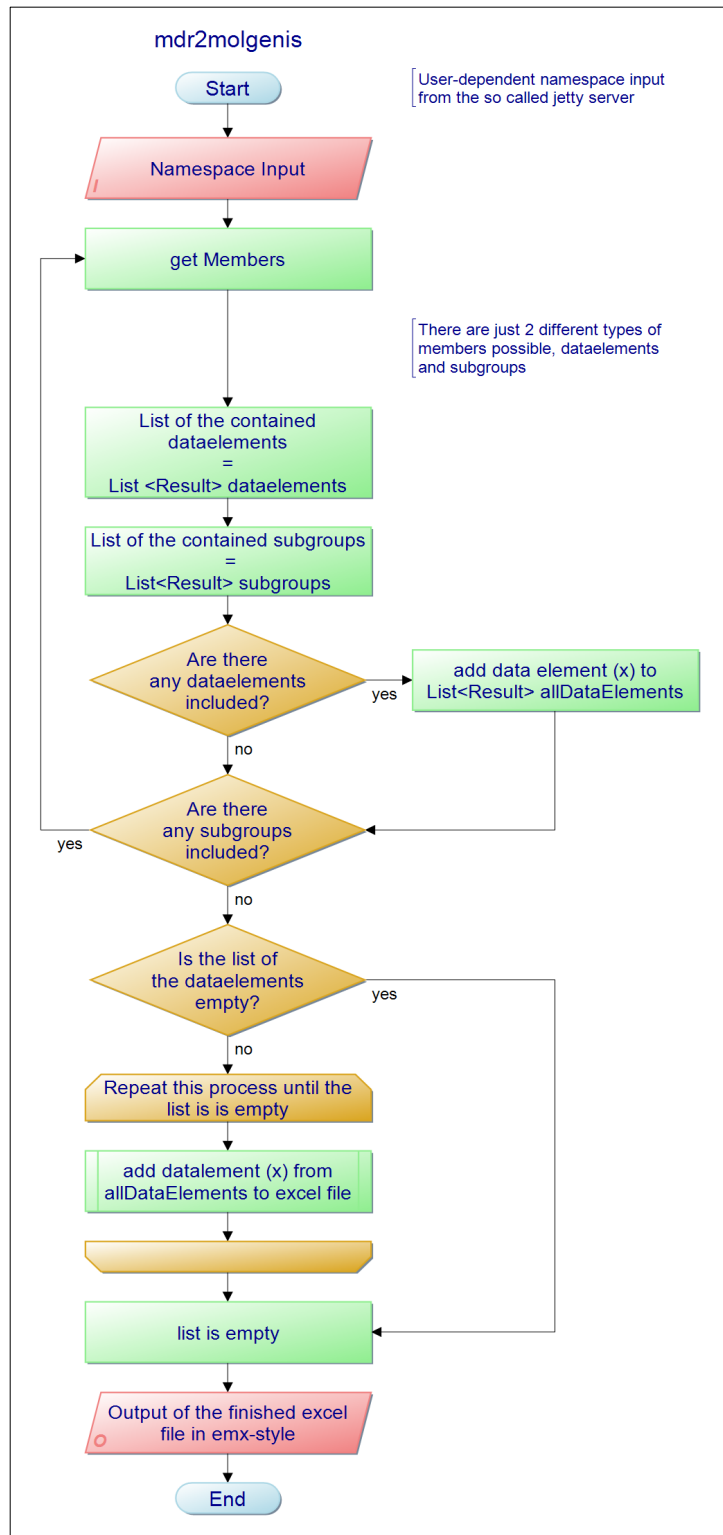 mdr2molgenis
Start
User-dependent namespace input
from the so called jetty server
Namespace Input
I
get Members
There are just 2 different types of
members possible, dataelements
and subgroups
List of the contained
dataelements
=
List <Result> dataelements
List of the contained subgroups
=
List<Result> subgroups
Are there
any dataelements
included?
yes
add data element (x) to
List<Result> allDataElements
no
Are there
any subgroups
included?
yes
no
Is the list of
the dataelements
empty?
yes
no
Repeat this process until the
list is is empty
add datalement (x) from
allDataElements to excel file
list is empty
Output of the finished excel
file in emx-style
O
End